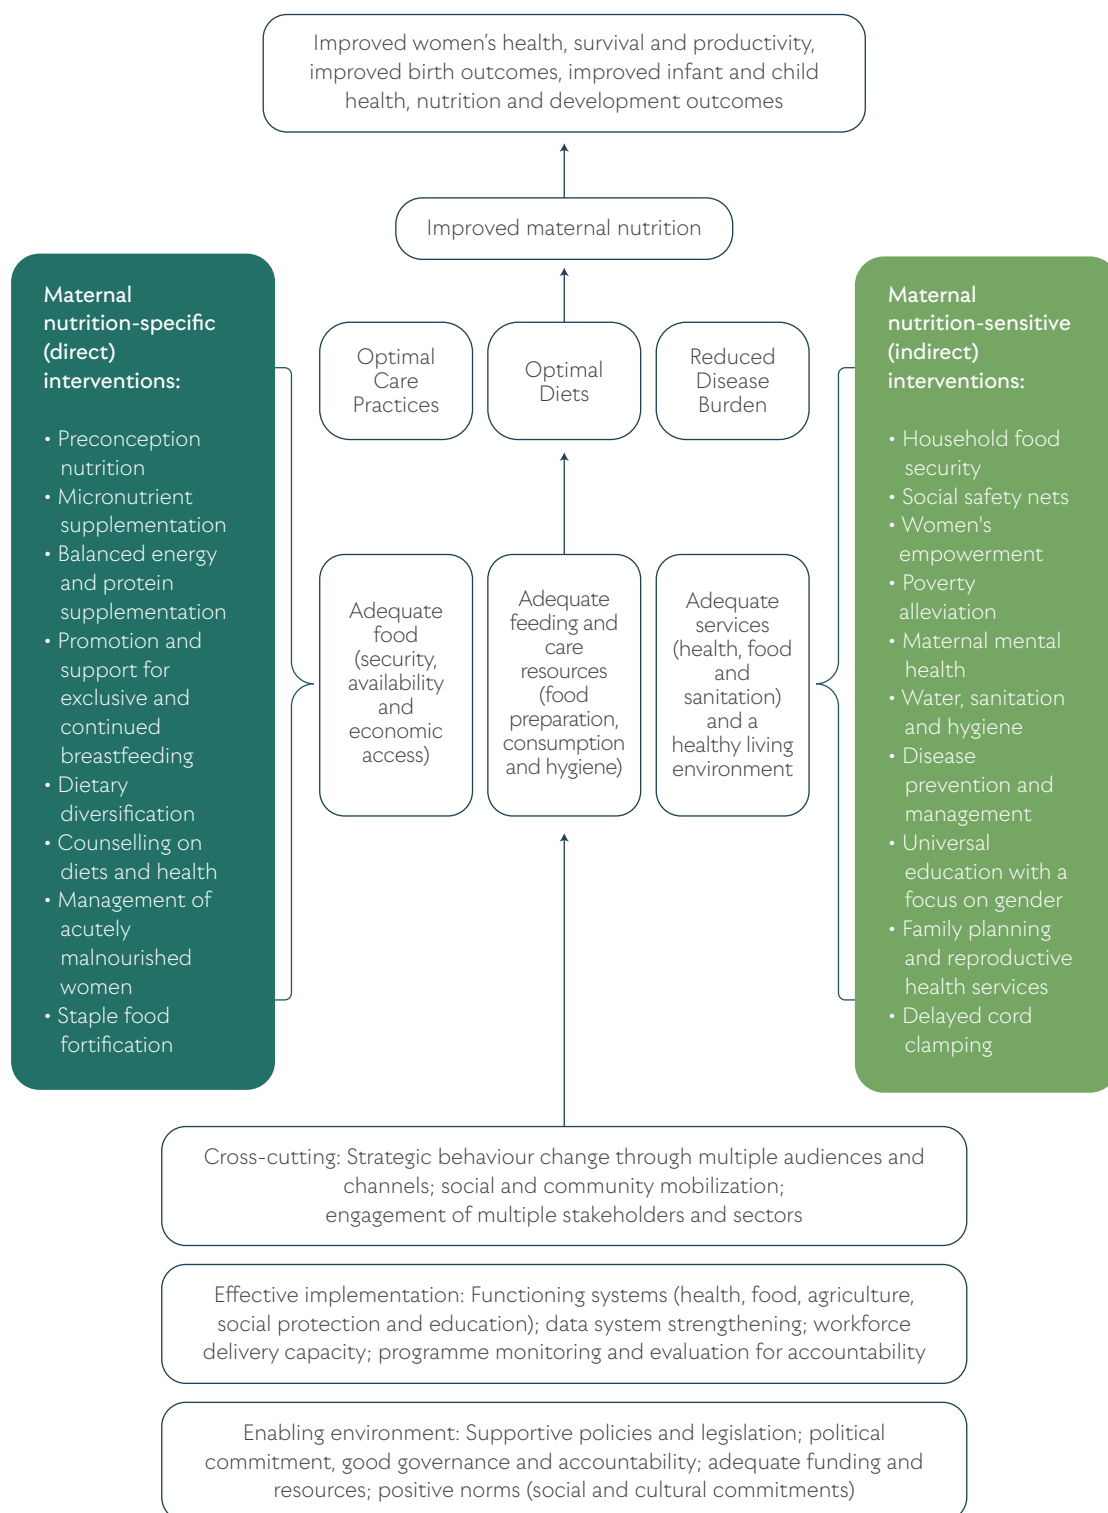 Improved women's health, survival and productivity,
improved birth outcomes, improved infant and child
health, nutrition and development outcomes
Improved maternal nutrition
Maternal
nutrition-specific
(direct)
interventions:
• Preconception
nutrition
• Micronutrient
supplementation
• Balanced energy
and protein
supplementation
• Promotion and
support for
exclusive and
continued
breastfeeding
• Dietary
diversification
• Counselling on
diets and health
• Management of
acutely
malnourished
women
• Staple food
fortification
Optimal
Care
Practices
Optimal
Diets
Reduced
Disease
Burden
Adequate
food
(security,
availability
and
economic
access)
Adequate
feeding and
care
resources
(food
preparation,
consumption
and hygiene)
Adequate
services
(health, food
and
sanitation)
and a
healthy living
environment
Maternal
nutrition-sensitive
(indirect)
interventions:
• Household food
security
• Social safety nets
• Women's
empowerment
• Poverty
alleviation
• Maternal mental
health
• Water, sanitation
and hygiene
• Disease
prevention and
management
• Universal
education with a
focus on gender
• Family planning
and reproductive
health services
• Delayed cord
clamping
Cross-cutting: Strategic behaviour change through multiple audiences and
channels; social and community mobilization;
engagement of multiple stakeholders and sectors
Effective implementation: Functioning systems (health, food, agriculture,
social protection and education); data system strengthening; workforce
delivery capacity; programme monitoring and evaluation for accountability
Enabling environment: Supportive policies and legislation; political
commitment, good governance and accountability; adequate funding and
resources; positive norms (social and cultural commitments)